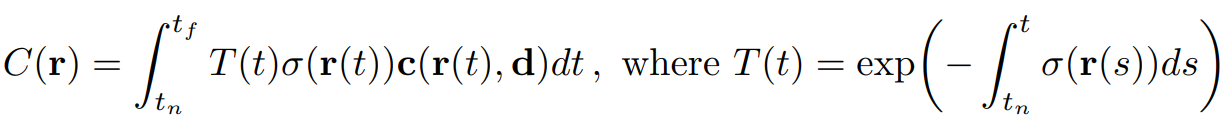 C(𝐫) = ∫_{t_n}^{t_f} T(t)σ(𝐫(t))𝐜(𝐫(t), 𝐝)dt , where T(t) = exp(− ∫_{t_n}^{t} σ(𝐫(s))ds)